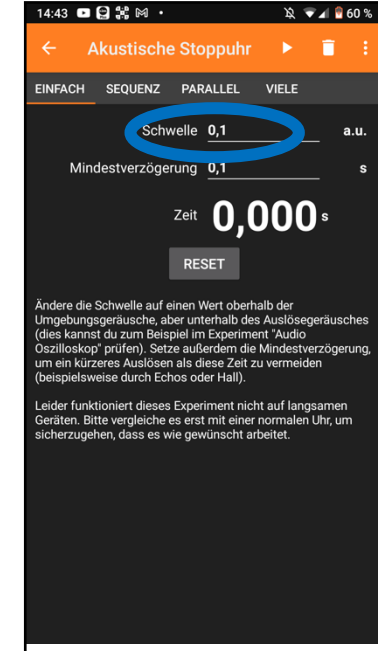 14:43 60 %
Akustische Stoppuhr
EINFACH SEQUENZ PARALLEL VIELE
Schwelle 0,1 a.u.
Mindestverzögerung 0,1 s
Zeit 0,000 s
RESET
Ändere die Schwelle auf einen Wert oberhalb der
Umgebungsgeräusche, aber unterhalb des Auslösegeräusches
(dies kannst du zum Beispiel im Experiment "Audio
Oszilloskop" prüfen). Setze außerdem die Mindestverzögerung,
um ein kürzeres Auslösen als diese Zeit zu vermeiden
(beispielsweise durch Echos oder Hall).
Leider funktioniert dieses Experiment nicht auf langsamen
Geräten. Bitte vergleiche es erst mit einer normalen Uhr, um
sicherzugehen, dass es wie gewünscht arbeitet.